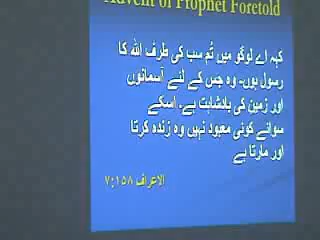 Advent of Prophet Foretold
کہہ اے لوگو میں تُم سب کی طرف اللہ کا
رسول ہوں۔ وہ جس کے لئے آسمانوں
اور زمین کی بادشاہت ہے۔ اسکے
سوائے کوئی معبود نہیں وہ زندہ کرتا
اور مارتا ہے
الاعراف ۷:۱۵۸